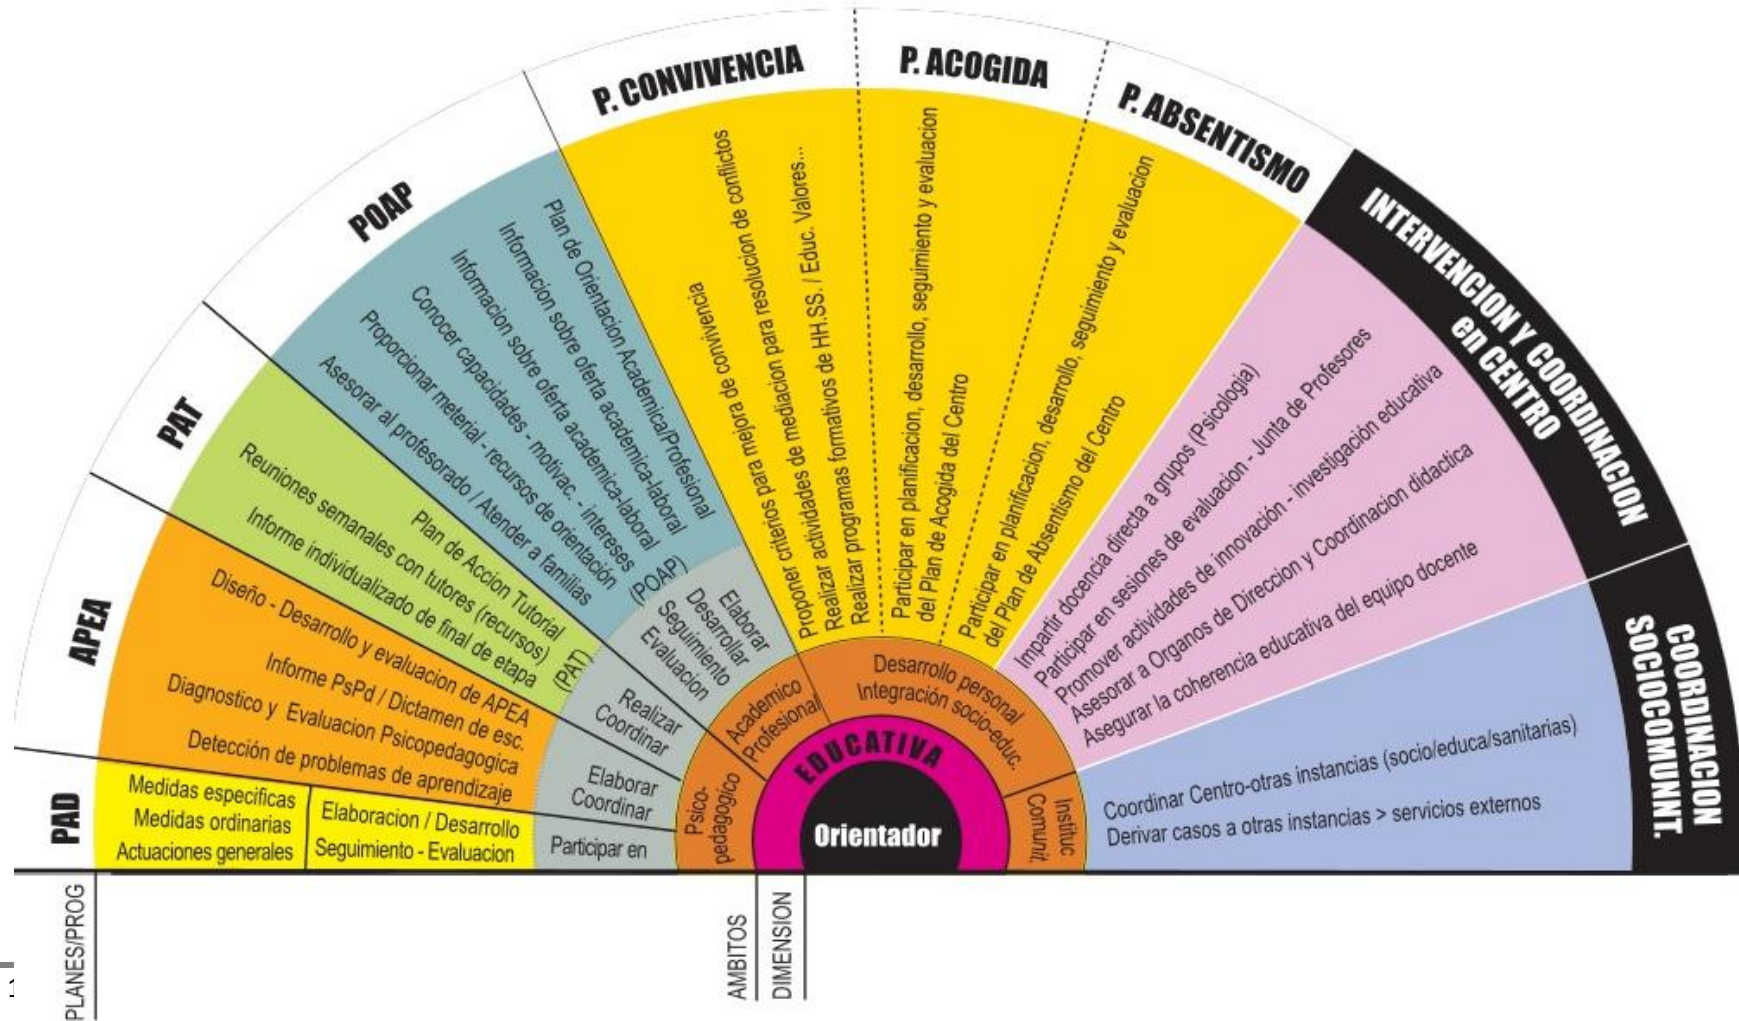 PAD
APEA
PAT
POAP
P. CONVIVENCIA
P. ACOGIDA
P. ABSENTISMO
INTERVENCION Y COORDINACION
en CENTRO
COORDINACION
SOCIOCOMUNNT.
Medidas especificas
Medidas ordinarias
Actuaciones generales
Elaboracion / Desarrollo
Seguimiento - Evaluacion
Participar en
Diseño - Desarrollo y evaluacion de APEA
Informe PsPd / Dictamen de esc.
Diagnostico y Evaluacion Psicopedagogica
Detección de problemas de aprendizaje
Elaborar
Coordinar
Plan de Accion Tutorial
(PAT)
Reuniones semanales con tutores (recursos)
Informe individualizado de final de etapa
Realizar
Coordinar
Plan de Orientacion Academica/Profesional
(POAP)
Informacion sobre oferta academica-laboral
Informacion sobre oferta academica-laboral
Conocer capacidades - motivac. - intereses
Proporcionar meterial - recursos de orientación
Asesorar al profesorado / Atender a familias
Elaborar
Desarrollar
Seguimiento
Evaluacion
Proponer criterios para mejora de convivencia
Realizar actividades de mediacion para resolucion de conflictos
Realizar programas formativos de HH.SS. / Educ. Valores...
Participar en planificacion, desarrollo, seguimiento y evaluacion
del Plan de Acogida del Centro
Participar en planificacion, desarrollo, seguimiento y evaluacion
del Plan de Absentismo del Centro
Impartir docencia directa a grupos (Psicologia)
Participar en sesiones de evaluacion - Junta de Profesores
Promover actividades de innovación - investigación educativa
Asesorar a Organos de Direccion y Coordinacion didactica
Asegurar la coherencia educativa del equipo docente
Coordinar Centro-otras instancias (socio/educa/sanitarias)
Derivar casos a otras instancias > servicios externos
Psico-
pedagogico
Academico
Profesional
Desarrollo personal
Integración socio-educ.
Instituc
Comunit.
EDUCATIVA
Orientador
PLANES/PROG
AMBITOS
DIMENSION